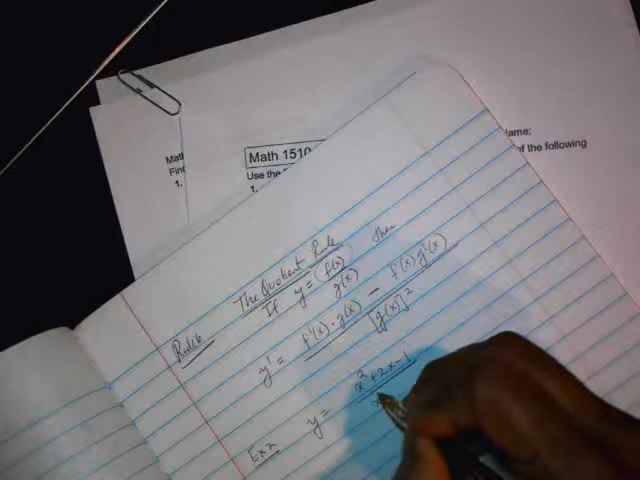 Math
Find
1.
Math 1510
Use the
1.
Name:
of the following
Rule 6 The Quotient Rule
If y = f(x)/g(x) then
y' = f'(x) · g(x) − f(x) g'(x) / [g(x)]²
Ex 2 y = x² + 2x − 1